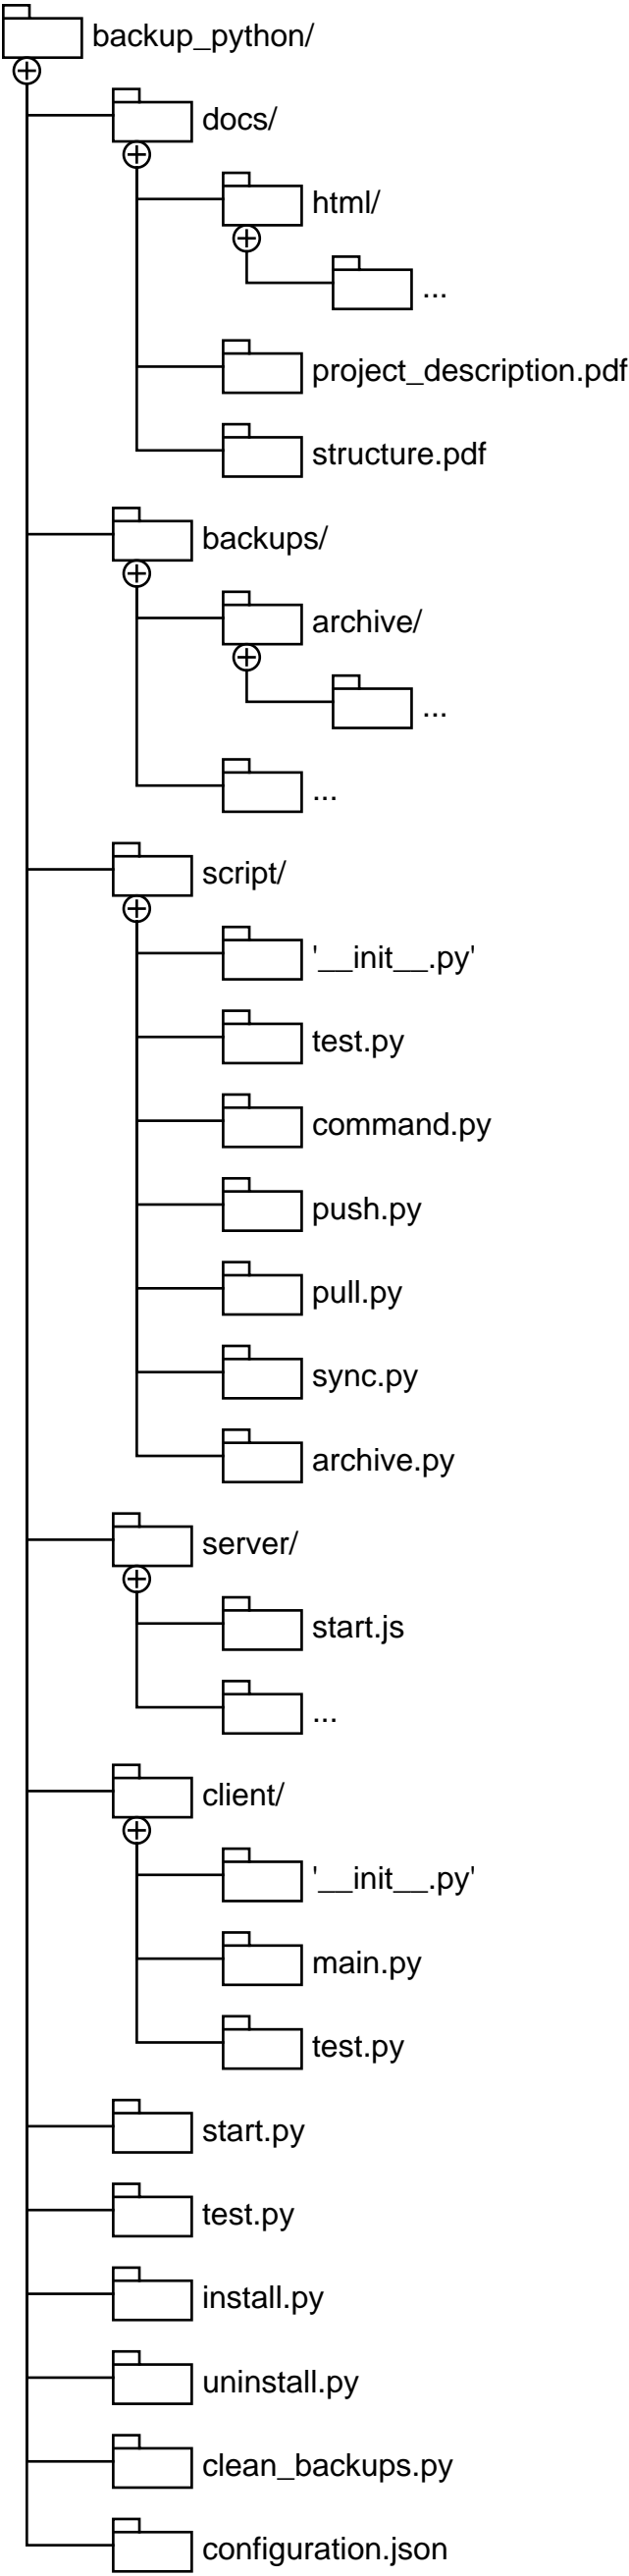 backup_python/
docs/
html/
...
project_description.pdf
structure.pdf
backups/
archive/
...
...
script/
'__init__.py'
test.py
command.py
push.py
pull.py
sync.py
archive.py
server/
start.js
...
client/
'__init__.py'
main.py
test.py
start.py
test.py
install.py
uninstall.py
clean_backups.py
configuration.json